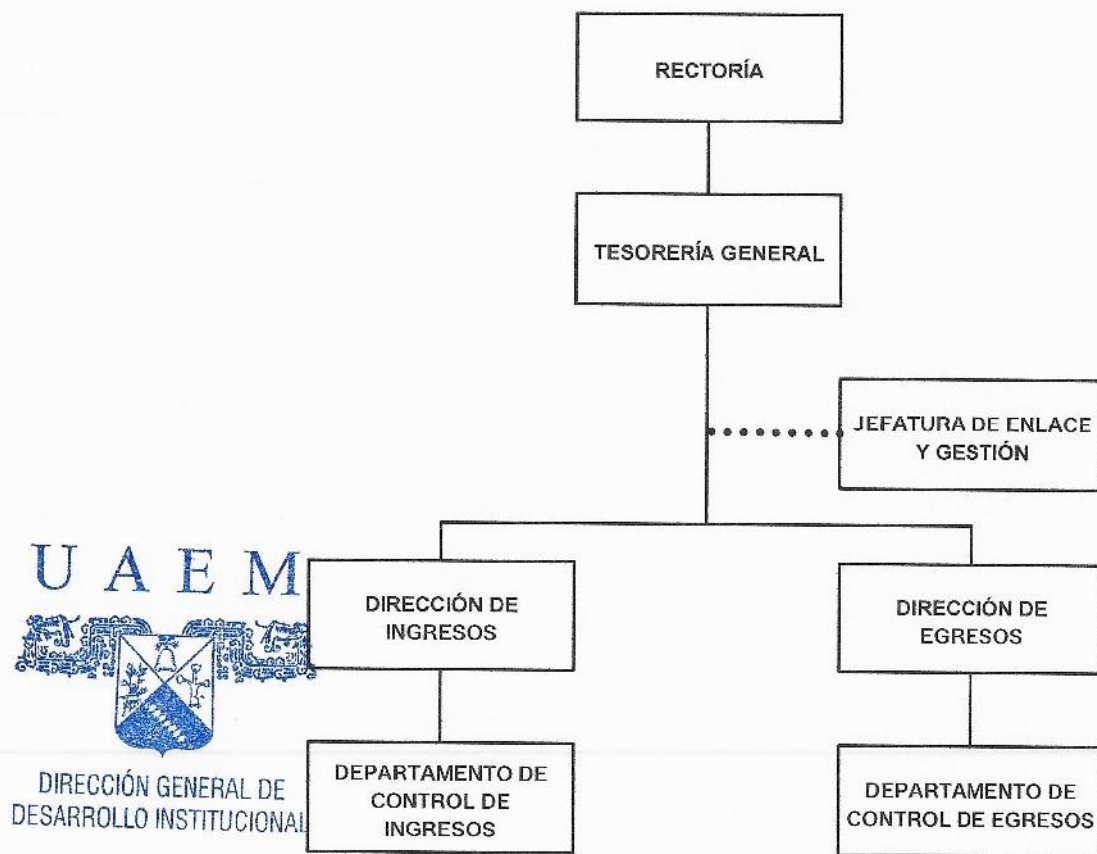 RECTORÍA
TESORERÍA GENERAL
JEFATURA DE ENLACE
Y GESTIÓN
UAEM
DIRECCIÓN DE
INGRESOS
DIRECCIÓN DE
EGRESOS
DIRECCIÓN GENERAL DE
DESARROLLO INSTITUCIONAL
DEPARTAMENTO DE
CONTROL DE
INGRESOS
DEPARTAMENTO DE
CONTROL DE EGRESOS